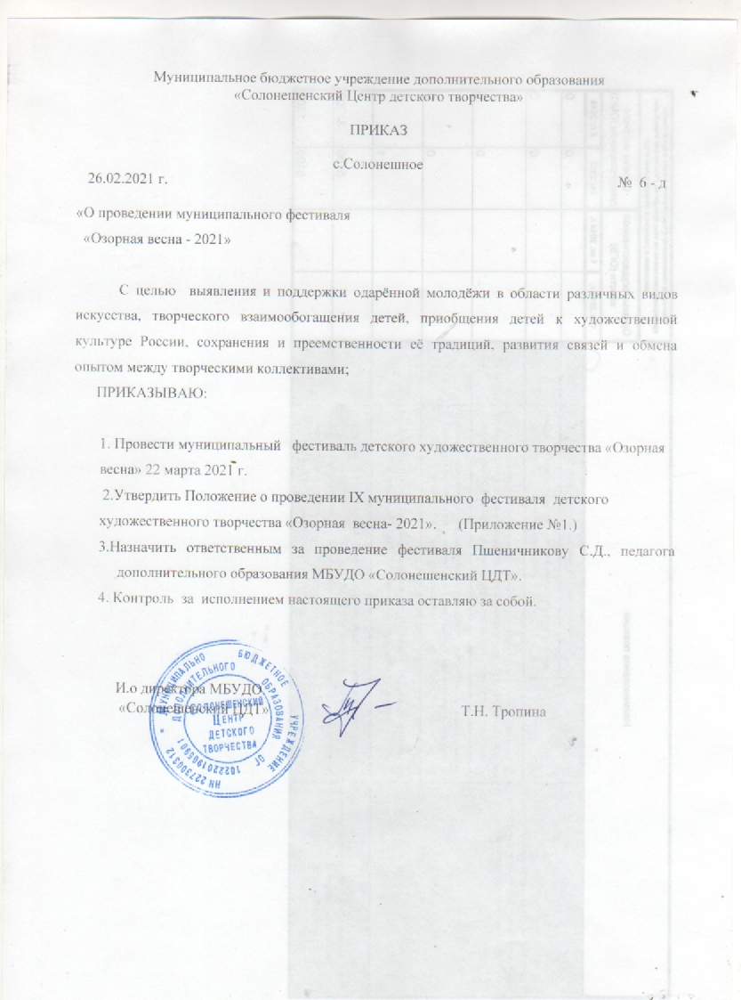 Муниципальное бюджетное учреждение дополнительного образования
«Солонешенский Центр детского творчества»
ПРИКАЗ
с.Солонешное
26.02.2021 г.
№ 6 - д
«О проведении муниципального фестиваля
«Озорная весна - 2021»
С целью выявления и поддержки одарённой молодёжи в области различных видов
искусства, творческого взаимообогащения детей, приобщения детей к художественной
культуре России, сохранения и преемственности её традиций, развития связей и обмена
опытом между творческими коллективами;
ПРИКАЗЫВАЮ:
1. Провести муниципальный фестиваль детского художественного творчества «Озорная
весна» 22 марта 2021 г.
2.Утвердить Положение о проведении IX муниципального фестиваля детского
художественного творчества «Озорная весна- 2021». (Приложение №1.)
3.Назначить ответственным за проведение фестиваля Пшеничникову С.Д., педагога
дополнительного образования МБУДО «Солонешенский ЦДТ».
4. Контроль за исполнением настоящего приказа оставляю за собой.
И.о директора МБУДО
«Солонешенский ЦДТ»
Т.Н. Тропина
МУНИЦИПАЛЬНО БЮДЖЕТНОЕ УЧРЕЖДЕНИЕ
ДОПОЛНИТЕЛЬНОГО ОБРАЗОВАНИЯ
СОЛОНЕШЕНСКИЙ
ЦЕНТР
ДЕТСКОГО
ТВОРЧЕСТВА